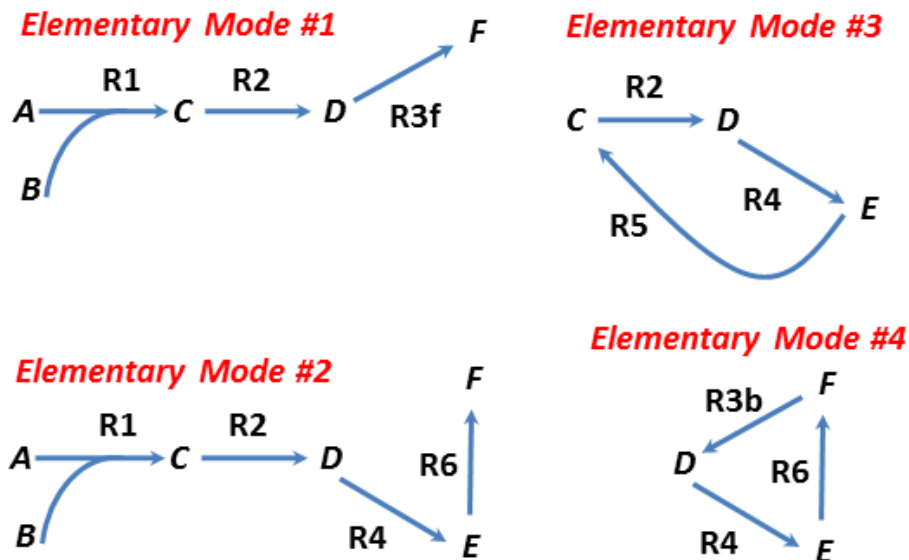 Elementary Mode #1
F
R1
R2
A
C
D
R3f
B
Elementary Mode #3
R2
C
D
R4
E
R5
Elementary Mode #2
F
R1
R2
A
C
D
R6
B
R4
E
Elementary Mode #4
F
R3b
D
R6
R4
E